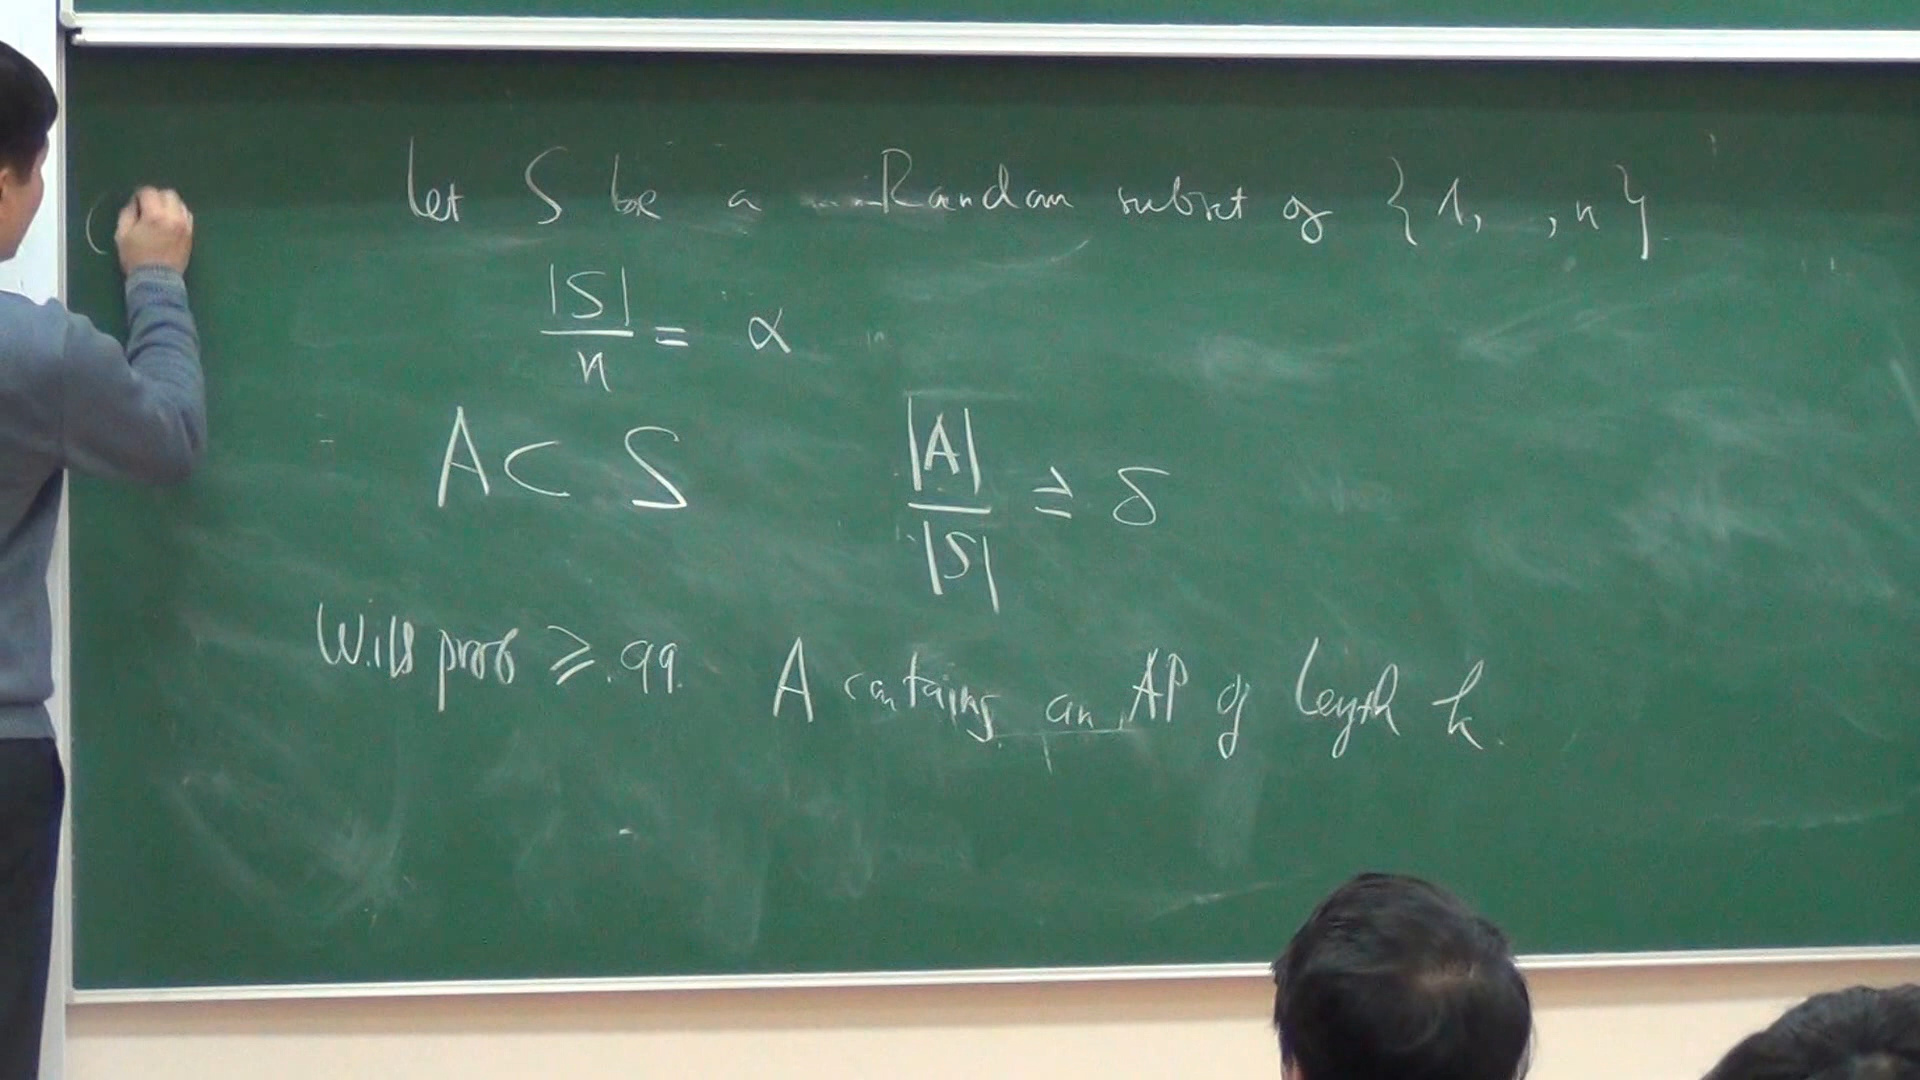 Let S be a Random subset of {1, , n}.
|S| / n = α
A ⊂ S |A| / |S| ≥ δ
With prob ≥ .99 A contains an AP of length k.